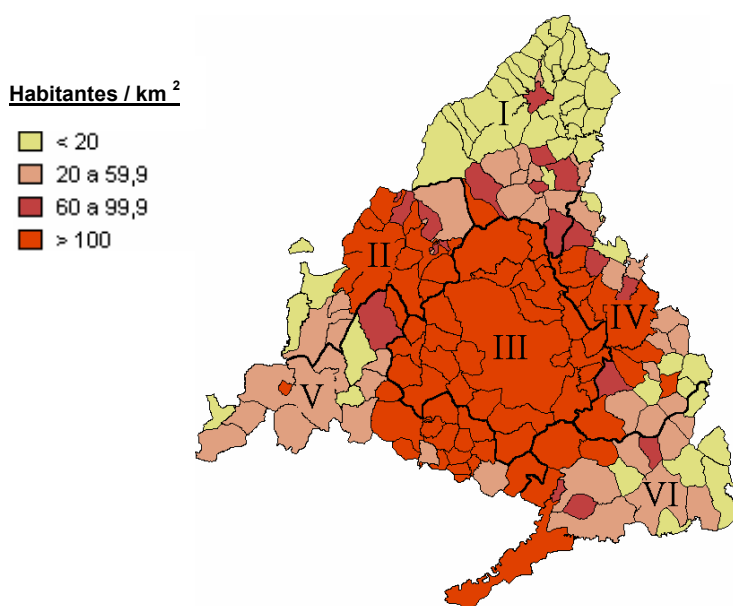 Habitantes / km ²
< 20
20 a 59,9
60 a 99,9
> 100
I
II
III
IV
V
VI